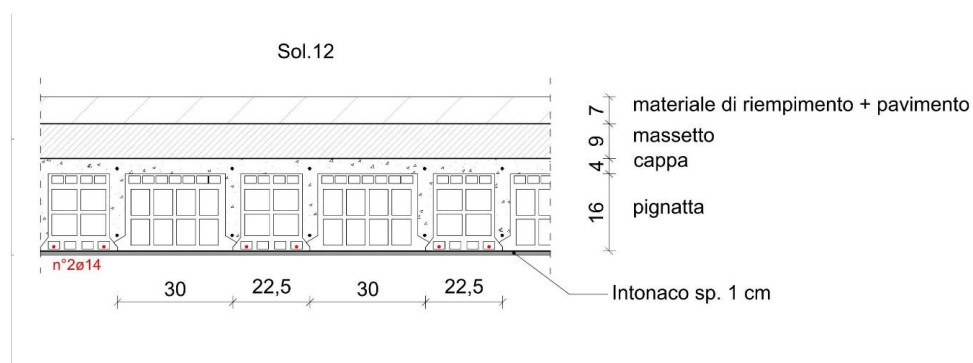 Sol.12
7
materiale di riempimento + pavimento
9
massetto
4
cappa
16
pignatta
n°2ø14
30
22,5
30
22,5
Intonaco sp. 1 cm